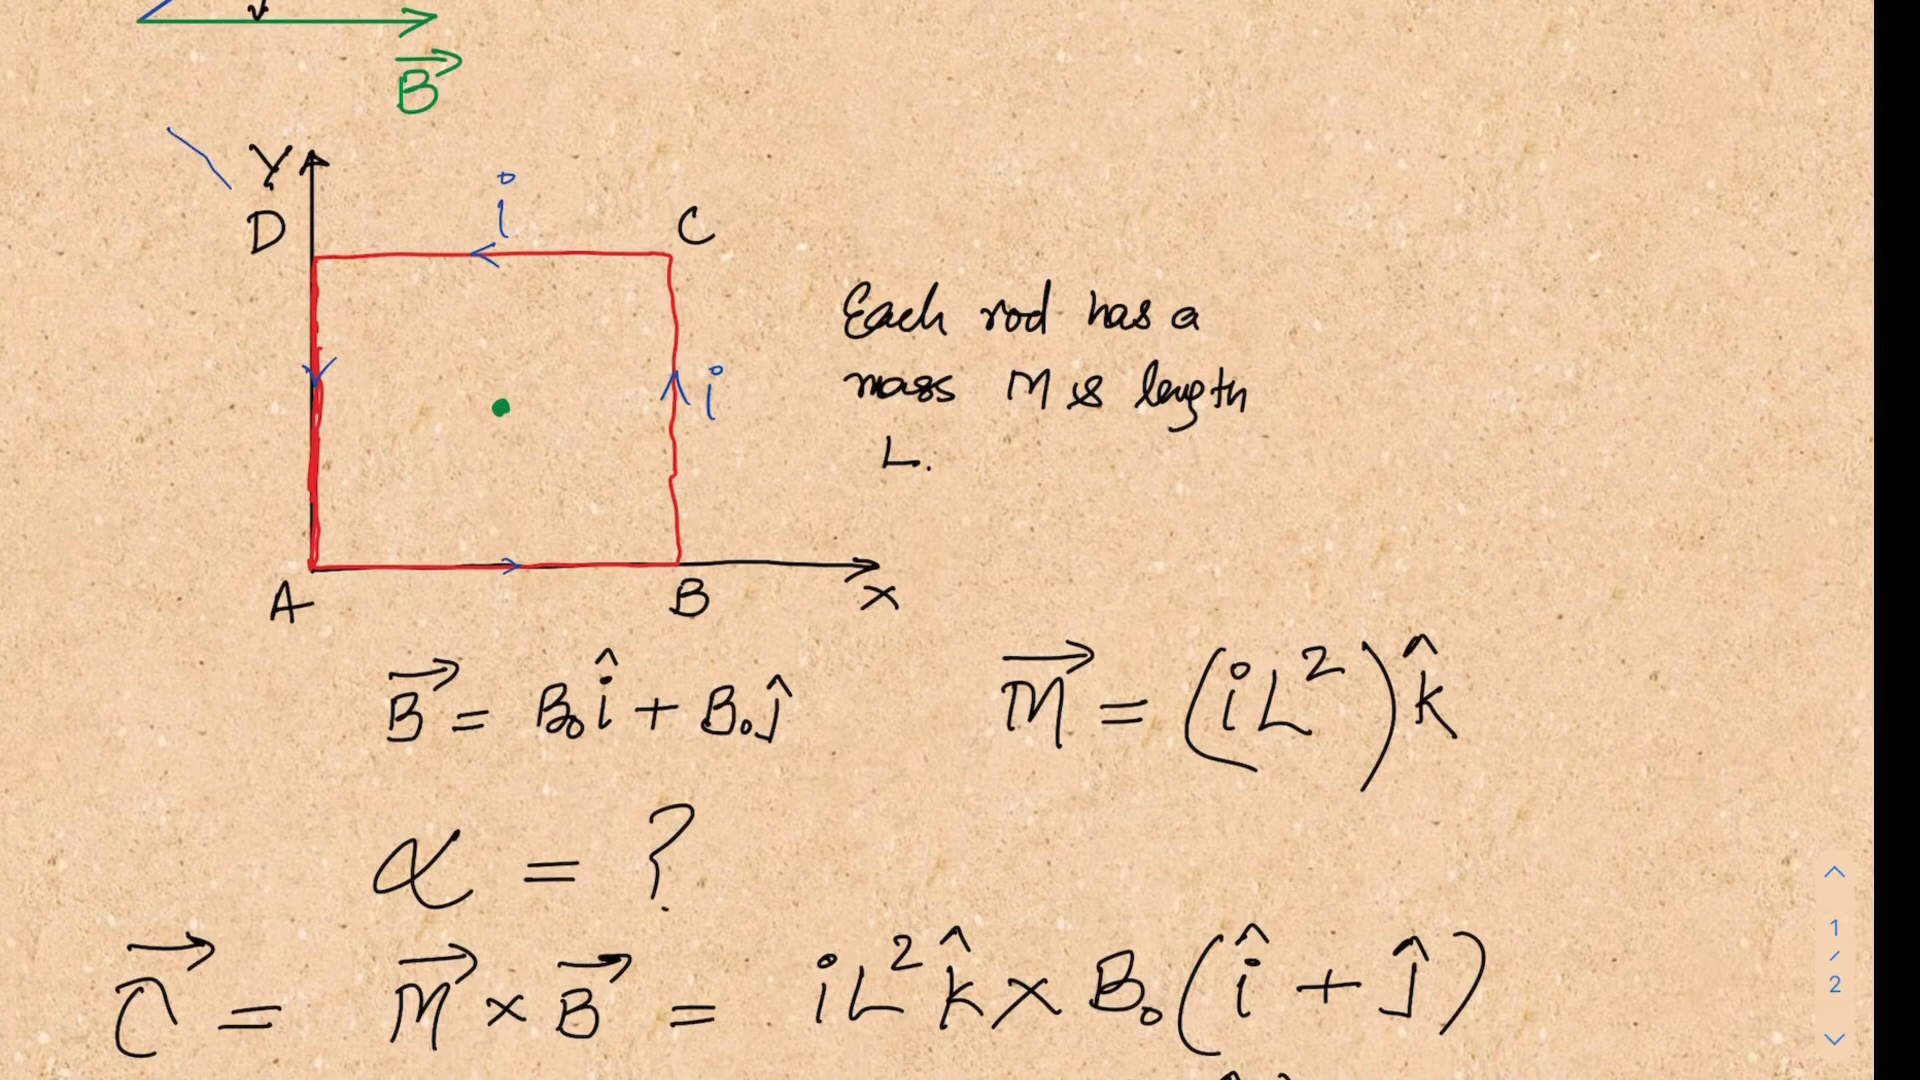 B⃗
Y
D
i
C
i
Each rod has a
mass M & length
L.
A
B
x
B⃗ = B₀î + B₀ĵ
M⃗ = (iL²)k̂
α = ?
τ⃗ = M⃗ × B⃗ = iL²k̂ × B₀(î + ĵ)
1
/
2